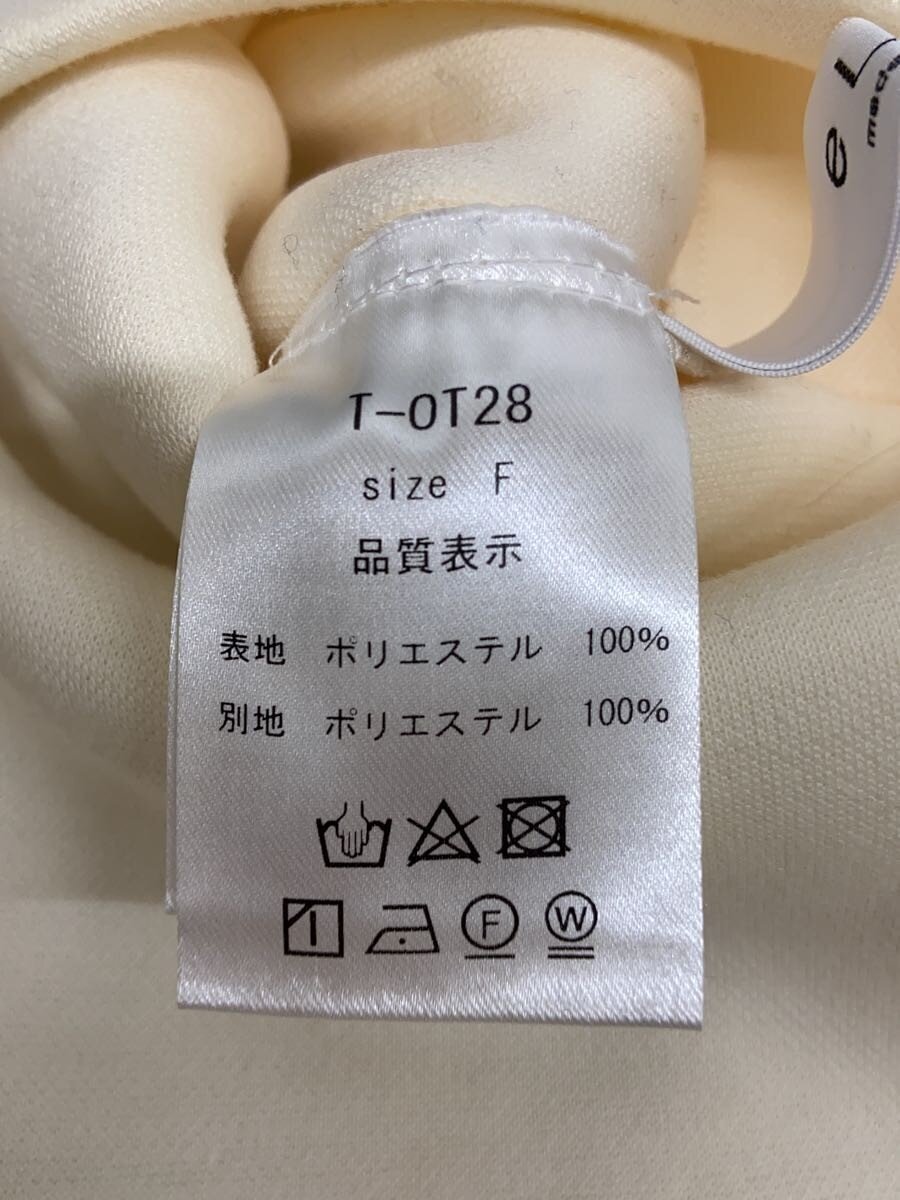 T-OT28
size F
品質表示
表地 ポリエステル 100%
別地 ポリエステル 100%
F W
e L